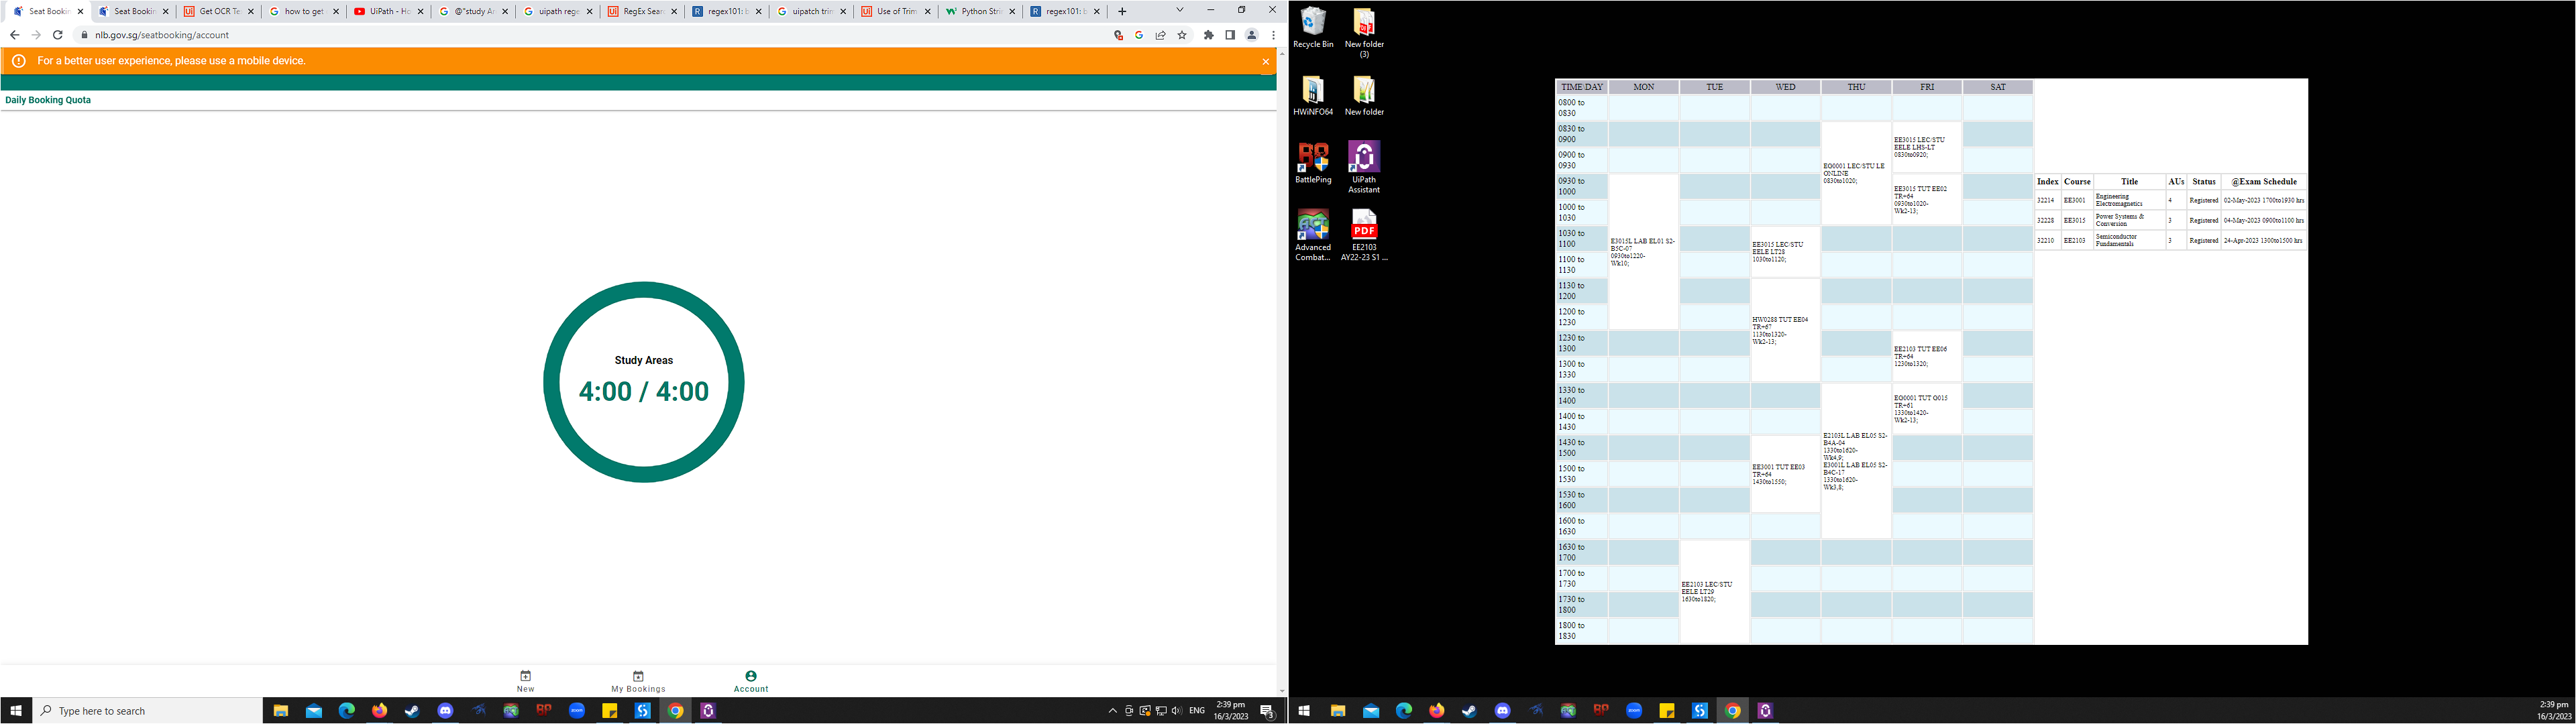 Seat Bookin
Seat Bookin
Get OCR Te
how to get
UiPath - Ho
@"study A
uipath rege
RegEx Sear
regex101: b
uipatch trin
Use of Trim
Python Stri
regex101: b
nlb.gov.sg/seatbooking/account
For a better user experience, please use a mobile device.
Daily Booking Quota
Study Areas
4:00 / 4:00
New
My Bookings
Account
Type here to search
ENG
2:39 pm
16/3/2023
3
Recycle Bin
New folder
(3)
HWiNFO64
New folder
BattlePing
UiPath
Assistant
Advanced
Combat...
PDF
EE2103
AY22-23 S1 ...
TIME\DAY MON TUE WED THU FRI SAT
0800 to
0830
0830 to
0900
0900 to
0930
0930 to
1000
1000 to
1030
1030 to
1100
1100 to
1130
1130 to
1200
1200 to
1230
1230 to
1300
1300 to
1330
1330 to
1400
1400 to
1430
1430 to
1500
1500 to
1530
1530 to
1600
1600 to
1630
1630 to
1700
1700 to
1730
1730 to
1800
1800 to
1830
E3015L LAB EL01 S2-
B5C-07
0930to1220-
Wk10;
EE2103 LEC/STU
EELE LT29
1630to1820;
EE3015 LEC/STU
EELE LT28
1030to1120;
HW0288 TUT EE04
TR+67
1130to1320-
Wk2-13;
EE3001 TUT EE03
TR+64
1430to1550;
EG0001 LEC/STU LE
ONLINE
0830to1020;
E2103L LAB EL05 S2-
B4A-04
1330to1620-
Wk4,9;
E3001L LAB EL05 S2-
B4C-17
1330to1620-
Wk3,8;
EE3015 LEC/STU
EELE LHS-LT
0830to0920;
EE3015 TUT EE02
TR+64
0930to1020-
Wk2-13;
EE2103 TUT EE06
TR+64
1230to1320;
EG0001 TUT G015
TR+61
1330to1420-
Wk2-13;
Index Course Title AUs Status @Exam Schedule
32214 EE3001 Engineering Electromagnetics 4 Registered 02-May-2023 1700to1930 hrs
32228 EE3015 Power Systems & Conversion 3 Registered 04-May-2023 0900to1100 hrs
32210 EE2103 Semiconductor Fundamentals 3 Registered 24-Apr-2023 1300to1500 hrs
2:39 pm
16/3/2023